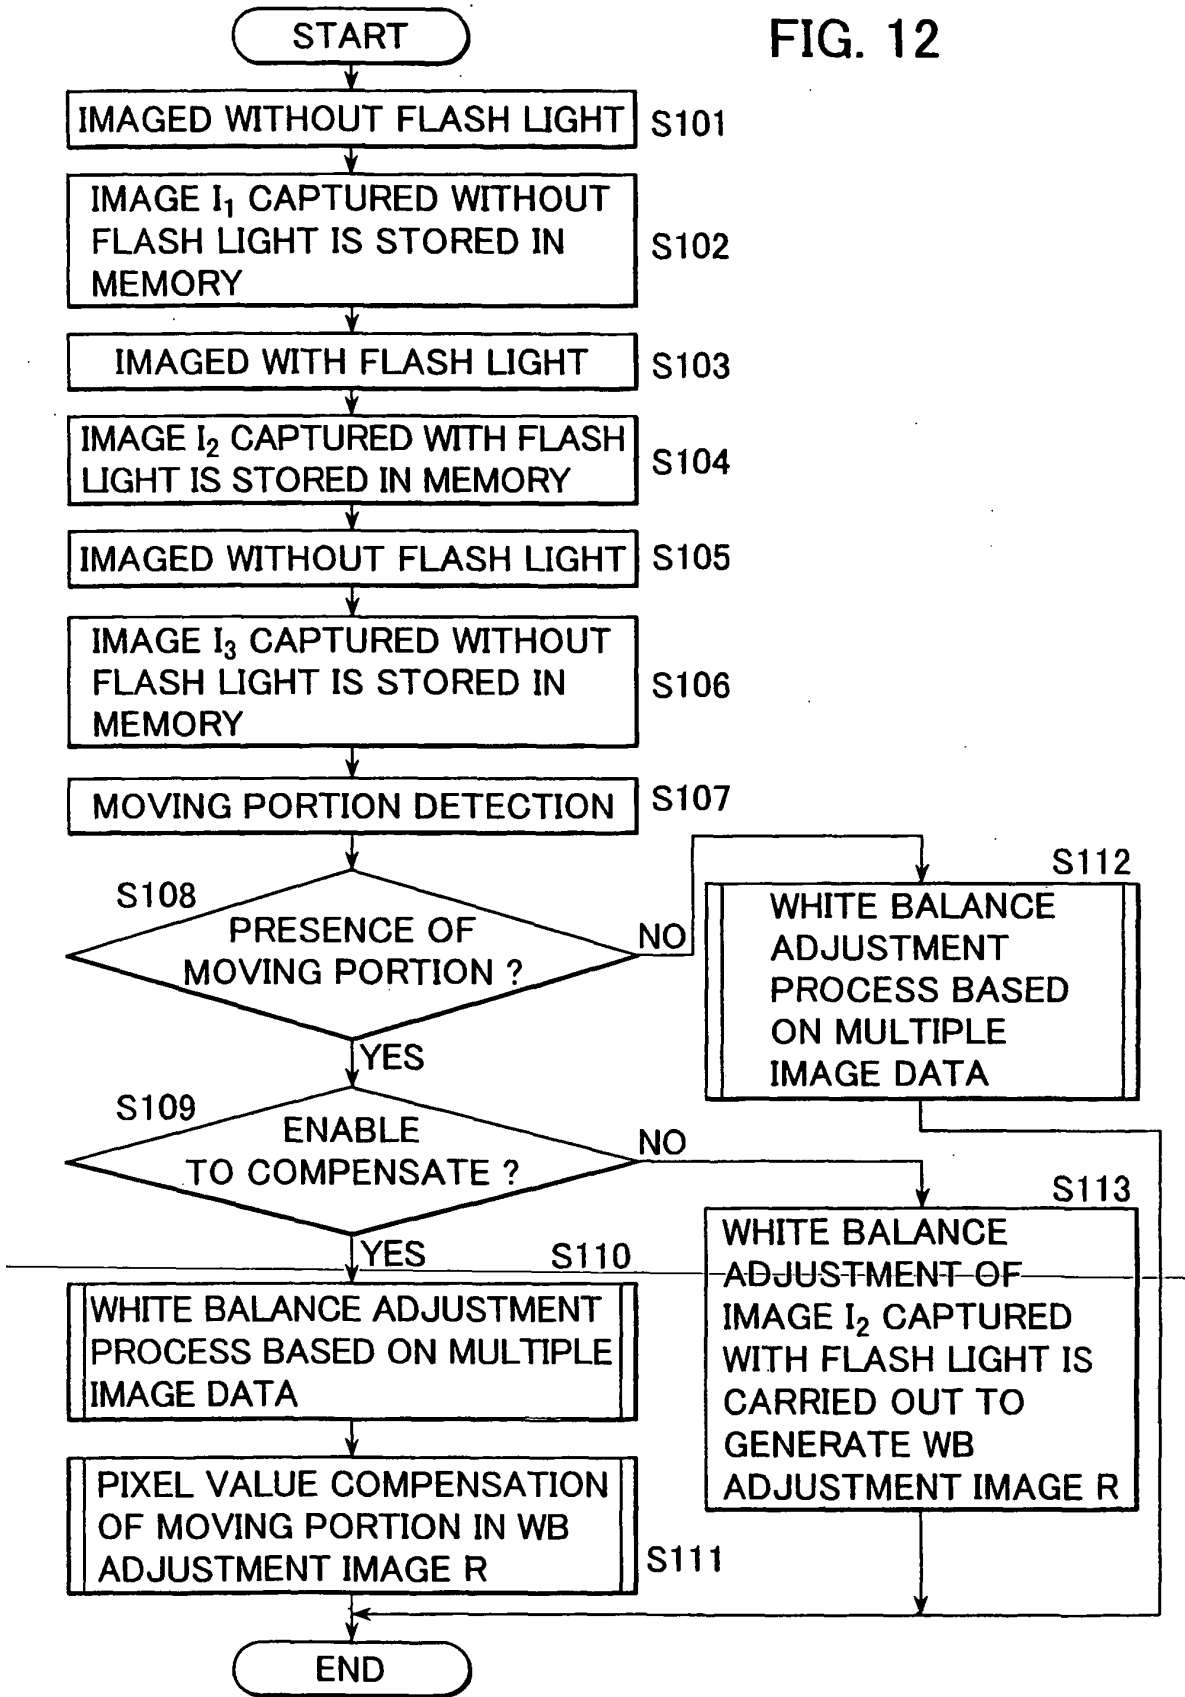 FIG. 12
START
IMAGED WITHOUT FLASH LIGHT
S101
IMAGE I₁ CAPTURED WITHOUT
FLASH LIGHT IS STORED IN
MEMORY
S102
IMAGED WITH FLASH LIGHT
S103
IMAGE I₂ CAPTURED WITH FLASH
LIGHT IS STORED IN MEMORY
S104
IMAGED WITHOUT FLASH LIGHT
S105
IMAGE I₃ CAPTURED WITHOUT
FLASH LIGHT IS STORED IN
MEMORY
S106
MOVING PORTION DETECTION
S107
S108
PRESENCE OF
MOVING PORTION ?
NO
YES
S112
WHITE BALANCE
ADJUSTMENT
PROCESS BASED
ON MULTIPLE
IMAGE DATA
S109
ENABLE
TO COMPENSATE ?
NO
YES
S113
WHITE BALANCE
ADJUSTMENT OF
IMAGE I₂ CAPTURED
WITH FLASH LIGHT IS
CARRIED OUT TO
GENERATE WB
ADJUSTMENT IMAGE R
S110
WHITE BALANCE ADJUSTMENT
PROCESS BASED ON MULTIPLE
IMAGE DATA
PIXEL VALUE COMPENSATION
OF MOVING PORTION IN WB
ADJUSTMENT IMAGE R
S111
END